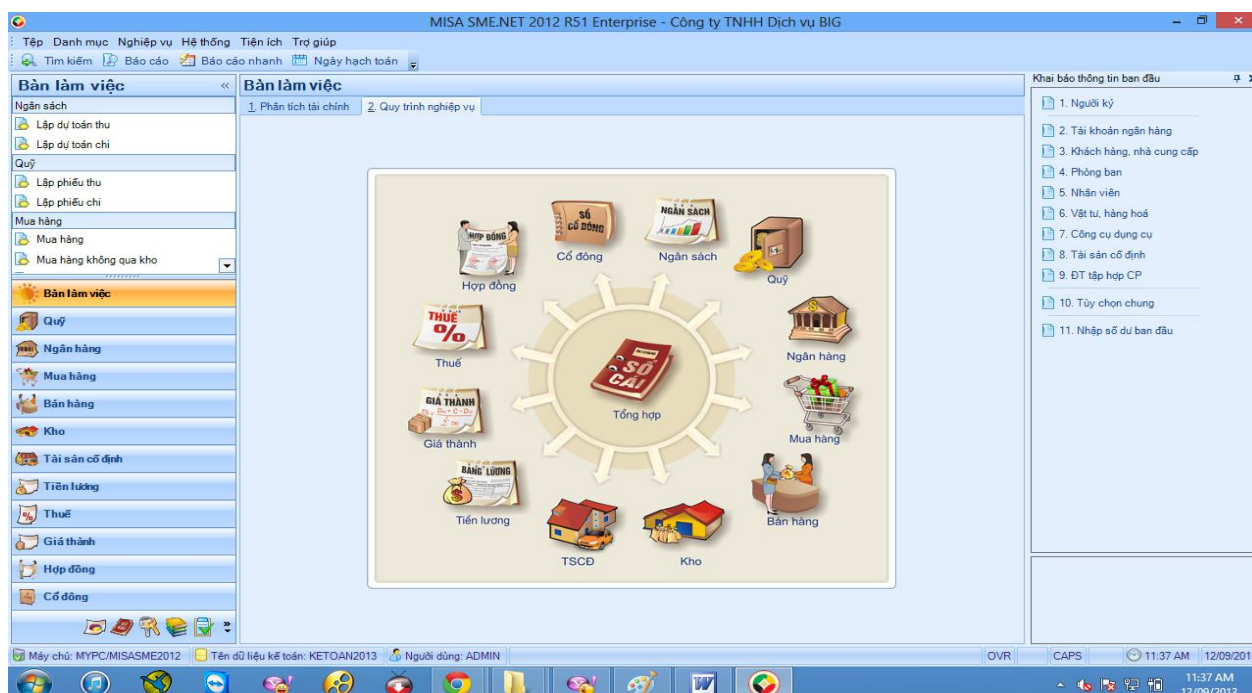 MISA SME.NET 2012 R51 Enterprise - Công ty TNHH Dịch vụ BIG
Tệp Danh mục Nghiệp vụ Hệ thống Tiện ích Trợ giúp
Tìm kiếm Báo cáo Báo cáo nhanh Ngày hạch toán
Bàn làm việc
Ngân sách
Lập dự toán thu
Lập dự toán chi
Quỹ
Lập phiếu thu
Lập phiếu chi
Mua hàng
Mua hàng
Mua hàng không qua kho
Bàn làm việc
Quỹ
Ngân hàng
Mua hàng
Bán hàng
Kho
Tài sản cố định
Tiền lương
Thuế
Giá thành
Hợp đồng
Cổ đông
Bàn làm việc
1. Phân tích tài chính 2. Quy trình nghiệp vụ
HỢP ĐỒNG
Hợp đồng
SỔ
CỔ ĐÔNG
Cổ đông
NGÂN SÁCH
Ngân sách
Quỹ
THUẾ
%
Thuế
Ngân hàng
SỔ
CÁI
Tổng hợp
GIÁ THÀNH
Giá thành
Mua hàng
BẢNG LƯƠNG
Tiền lương
Bán hàng
TSCĐ
Kho
Khai báo thông tin ban đầu
1. Người ký
2. Tài khoản ngân hàng
3. Khách hàng, nhà cung cấp
4. Phòng ban
5. Nhân viên
6. Vật tư, hàng hoá
7. Công cụ dụng cụ
8. Tài sản cố định
9. ĐT tập hợp CP
10. Tùy chọn chung
11. Nhập số dư ban đầu
Máy chủ: MYPC/MISASME2012 Tên dữ liệu kế toán: KETOAN2013 Người dùng: ADMIN OVR CAPS 11:37 AM 12/09/201
11:37 AM
12/09/2013